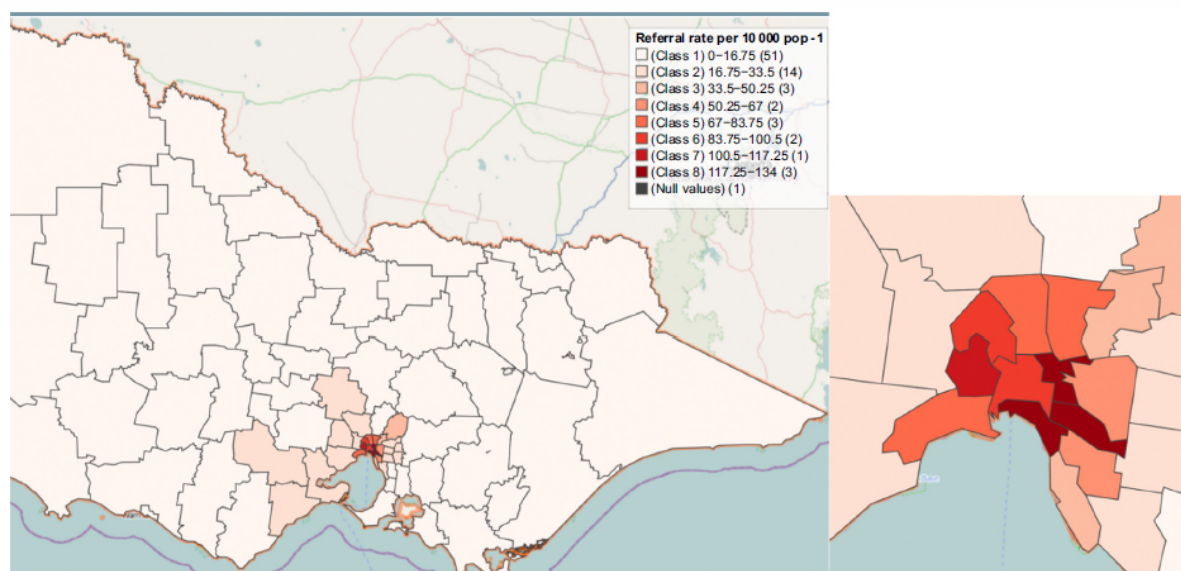 Referral rate per 10 000 pop - 1
(Class 1) 0–16.75 (51)
(Class 2) 16.75–33.5 (14)
(Class 3) 33.5–50.25 (3)
(Class 4) 50.25–67 (2)
(Class 5) 67–83.75 (3)
(Class 6) 83.75–100.5 (2)
(Class 7) 100.5–117.25 (1)
(Class 8) 117.25–134 (3)
(Null values) (1)